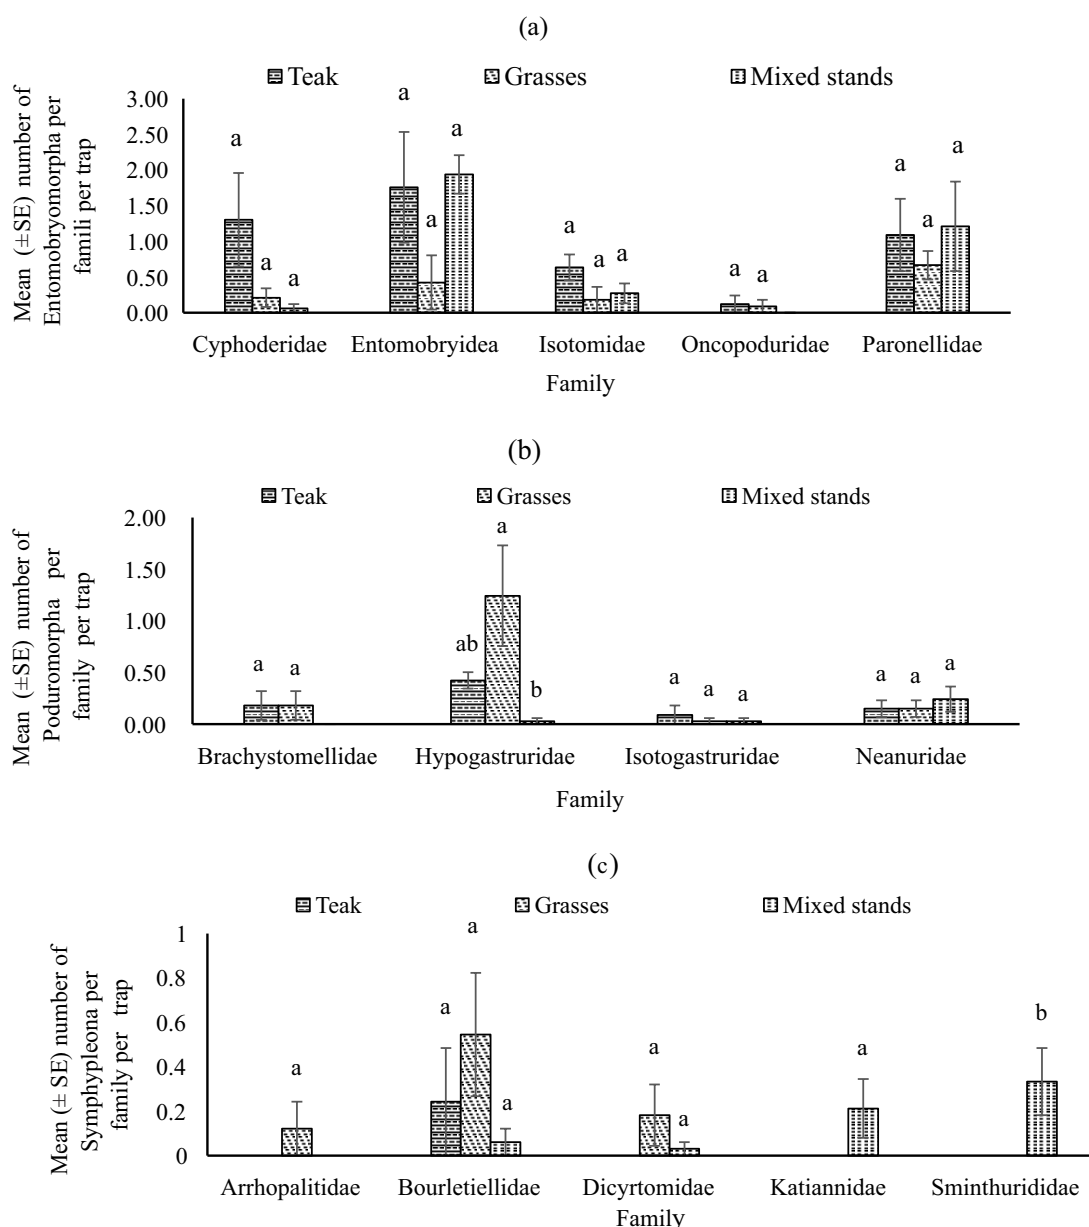 (a)
Teak Grasses Mixed stands
Mean (±SE) number of
Entomobryomorpha per
famili per trap
3.00
2.50
2.00
1.50
1.00
0.50
0.00
a a a
a a a
a a a
a a
a a a
Cyphoderidae Entomobryidea Isotomidae Oncopoduridae Paronellidae
Family
(b)
Teak Grasses Mixed stands
Mean (±SE) number of
Poduromorpha per
family per trap
2.00
1.50
1.00
0.50
0.00
a a
ab a b
a a a
a a a
Brachystomellidae Hypogastruridae Isotogastruridae Neanuridae
Family
(c)
Teak Grasses Mixed stands
Mean (± SE) number of
Symphypleona per
family per trap
1
0.8
0.6
0.4
0.2
0
a
a a a
a a
a
b
Arrhopalitidae Bourletiellidae Dicyrtomidae Katiannidae Sminthurididae
Family